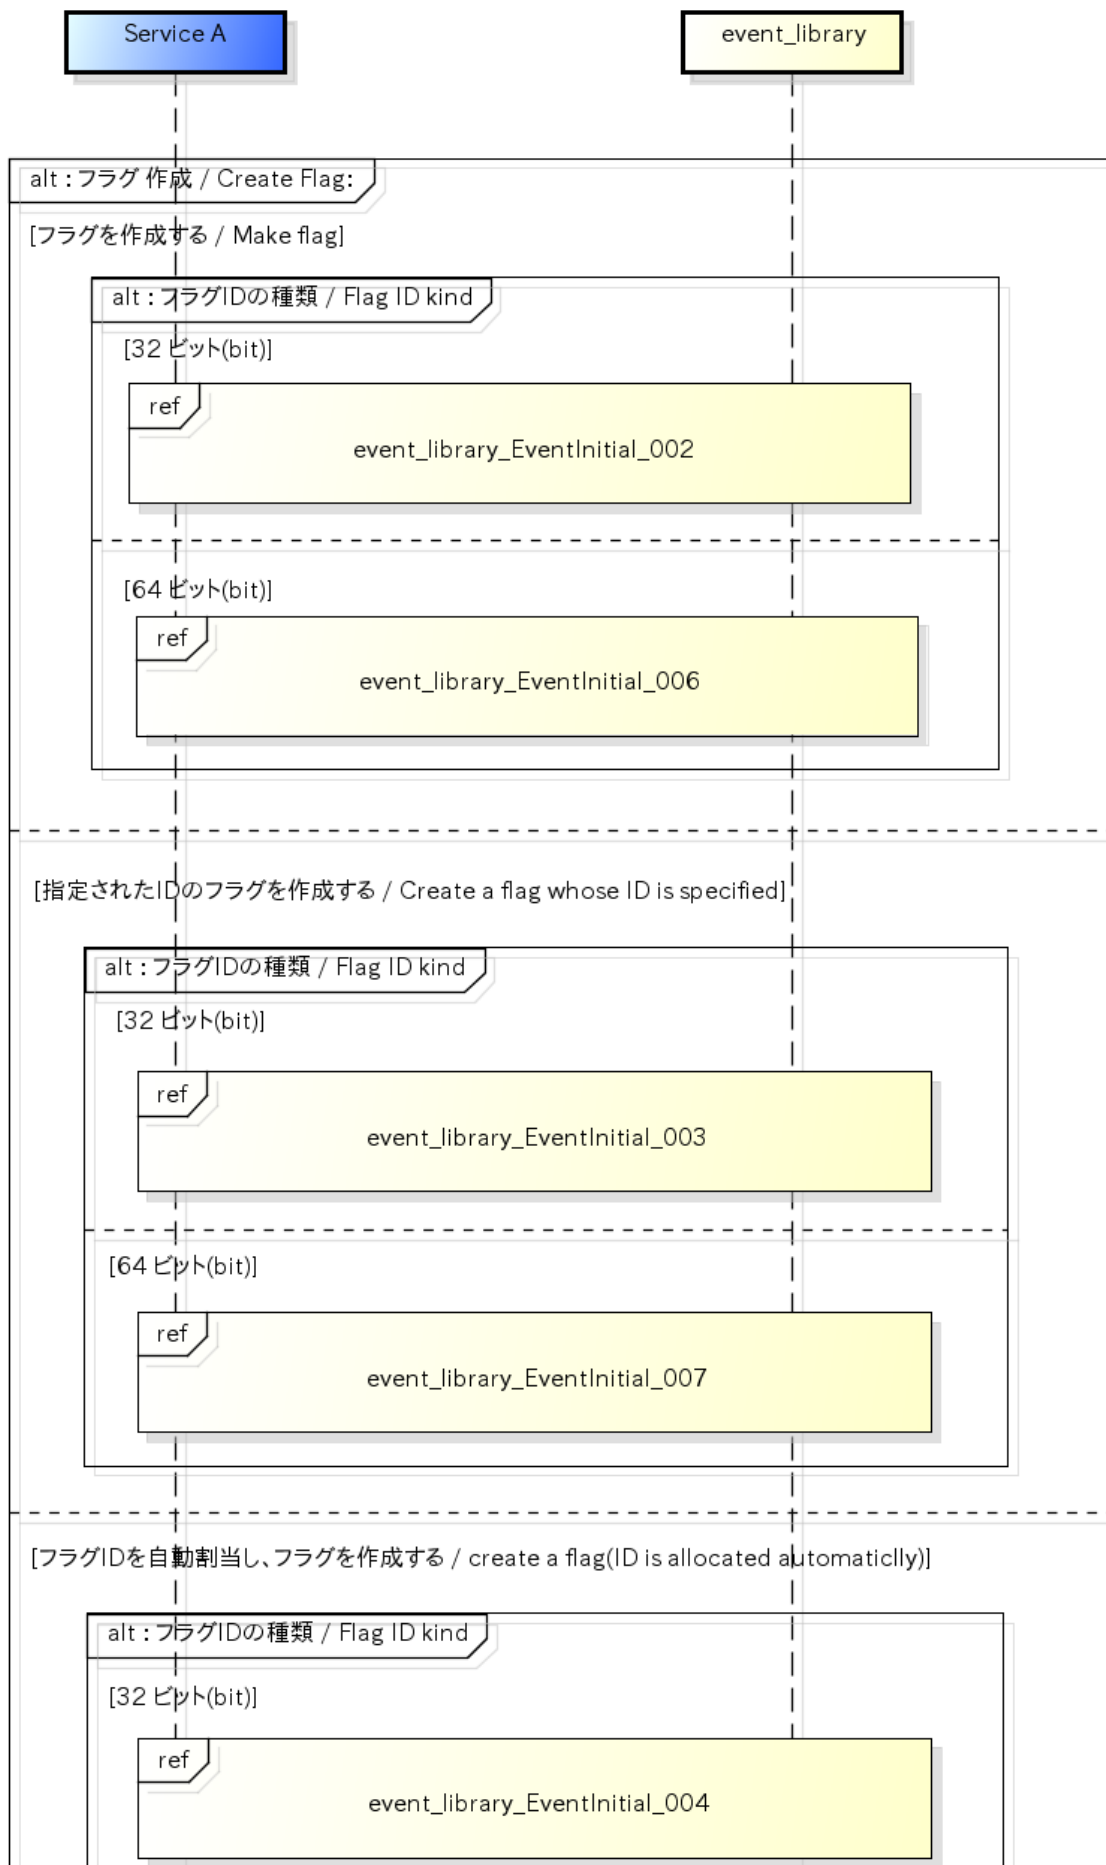 Service A
event_library
alt : フラグ 作成 / Create Flag:
[フラグを作成する / Make flag]
alt : フラグIDの種類 / Flag ID kind
[32 ビット(bit)]
ref
event_library_EventInitial_002
[64 ビット(bit)]
ref
event_library_EventInitial_006
[指定されたIDのフラグを作成する / Create a flag whose ID is specified]
alt : フラグIDの種類 / Flag ID kind
[32 ビット(bit)]
ref
event_library_EventInitial_003
[64 ビット(bit)]
ref
event_library_EventInitial_007
[フラグIDを自動割当し、フラグを作成する / create a flag(ID is allocated automaticlly)]
alt : フラグIDの種類 / Flag ID kind
[32 ビット(bit)]
ref
event_library_EventInitial_004